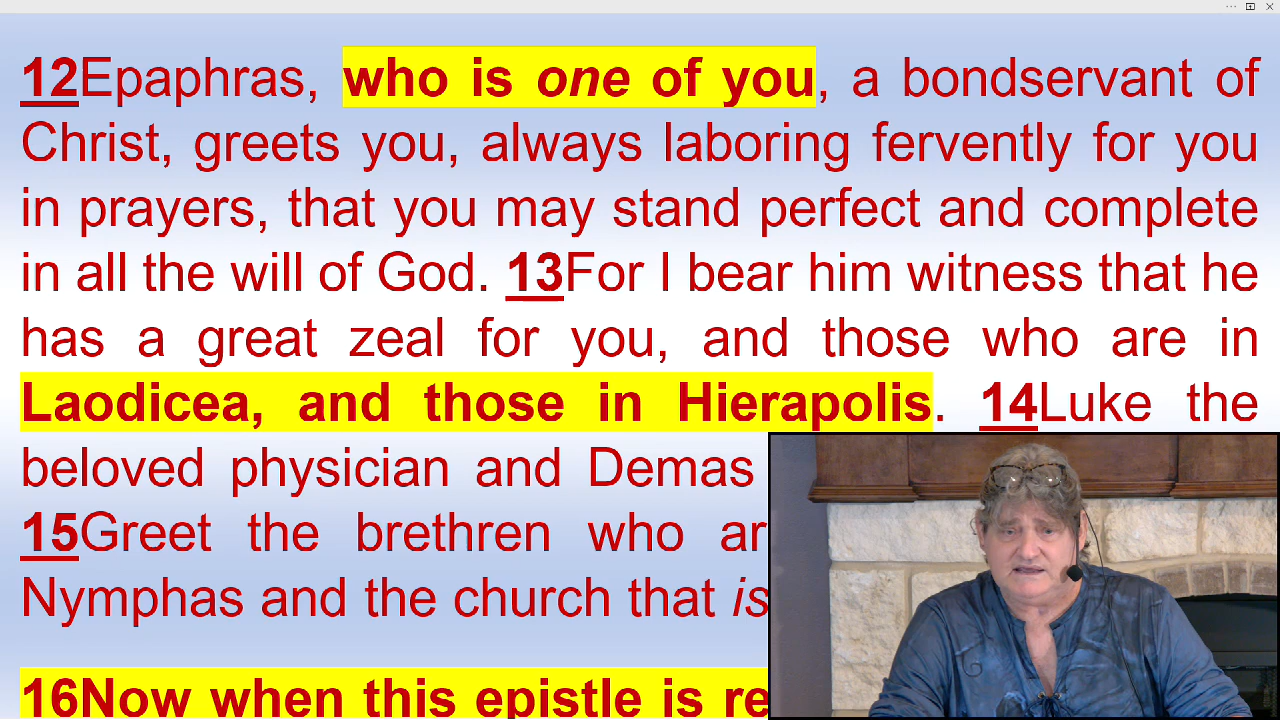 12Epaphras, who is one of you, a bondservant of
Christ, greets you, always laboring fervently for you
in prayers, that you may stand perfect and complete
in all the will of God. 13For I bear him witness that he
has a great zeal for you, and those who are in
Laodicea, and those in Hierapolis. 14Luke the
beloved physician and Demas
15Greet the brethren who ar
Nymphas and the church that is
16Now when this epistle is re